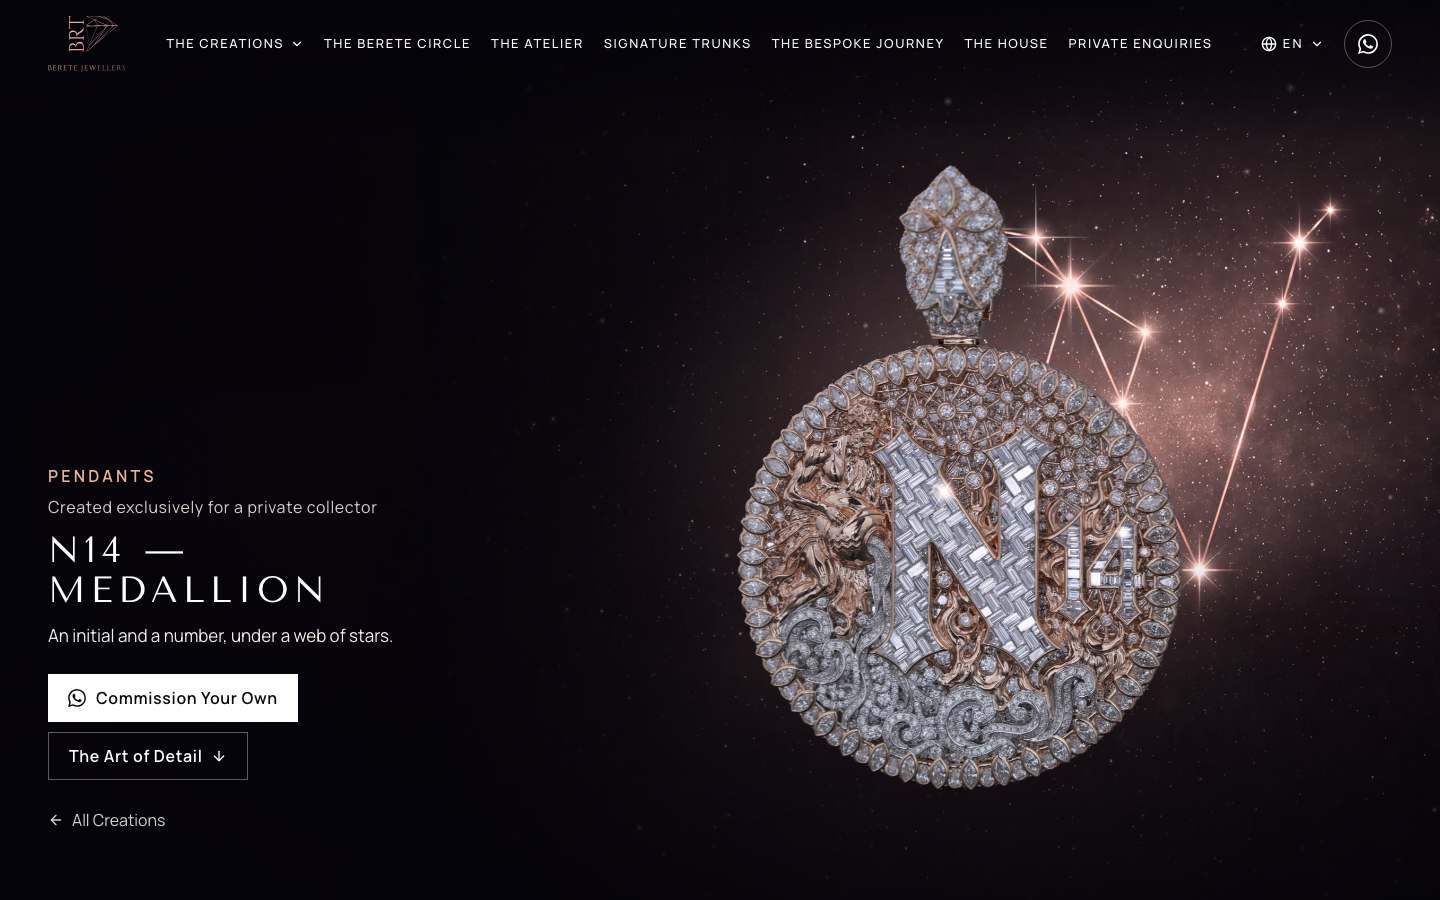 BRT
BERETE JEWELLERS
THE CREATIONS
THE BERETE CIRCLE
THE ATELIER
SIGNATURE TRUNKS
THE BESPOKE JOURNEY
THE HOUSE
PRIVATE ENQUIRIES
EN
PENDANTS
Created exclusively for a private collector
N14 —
MEDALLION
An initial and a number, under a web of stars.
Commission Your Own
The Art of Detail
All Creations
N
14